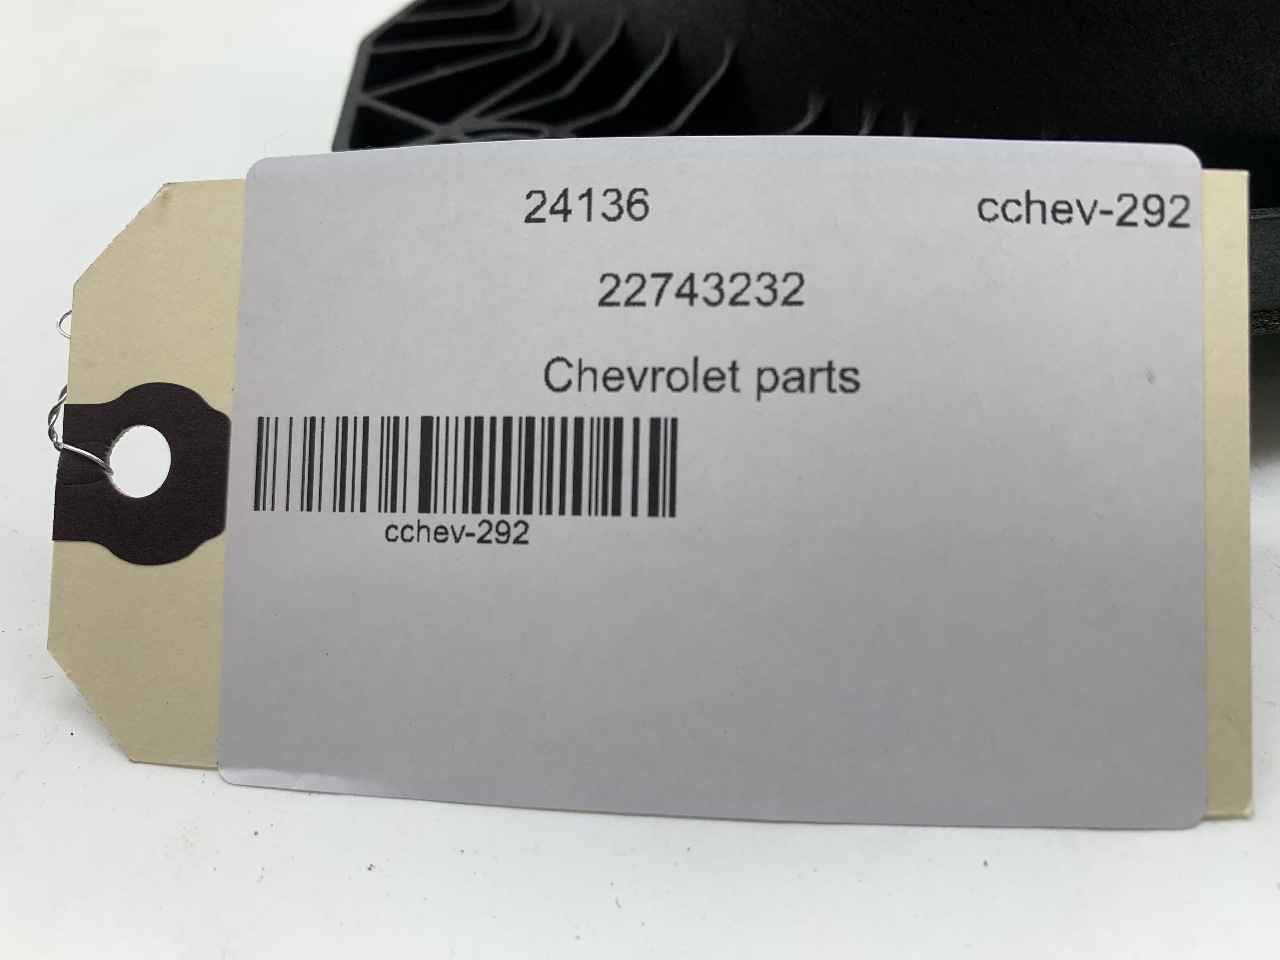 24136 cchev-292
22743232
Chevrolet parts
cchev-292